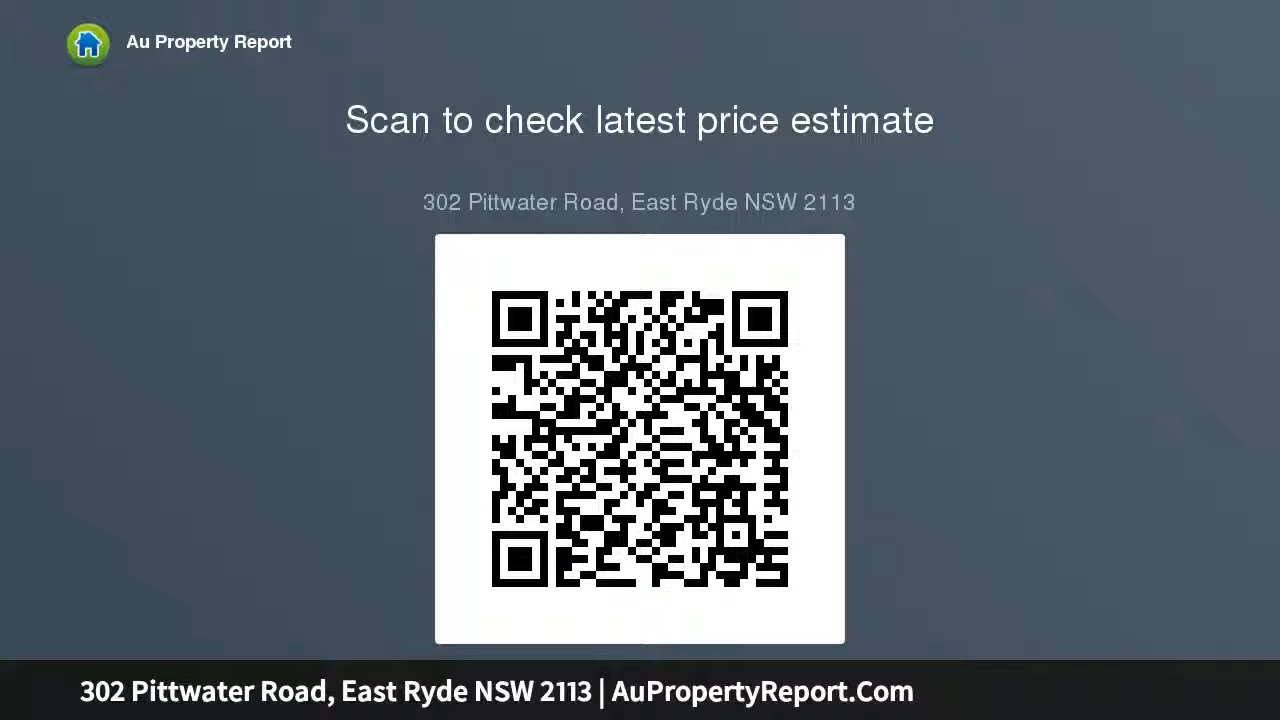 Au Property Report
Scan to check latest price estimate
302 Pittwater Road, East Ryde NSW 2113
302 Pittwater Road, East Ryde NSW 2113 | AuPropertyReport.Com